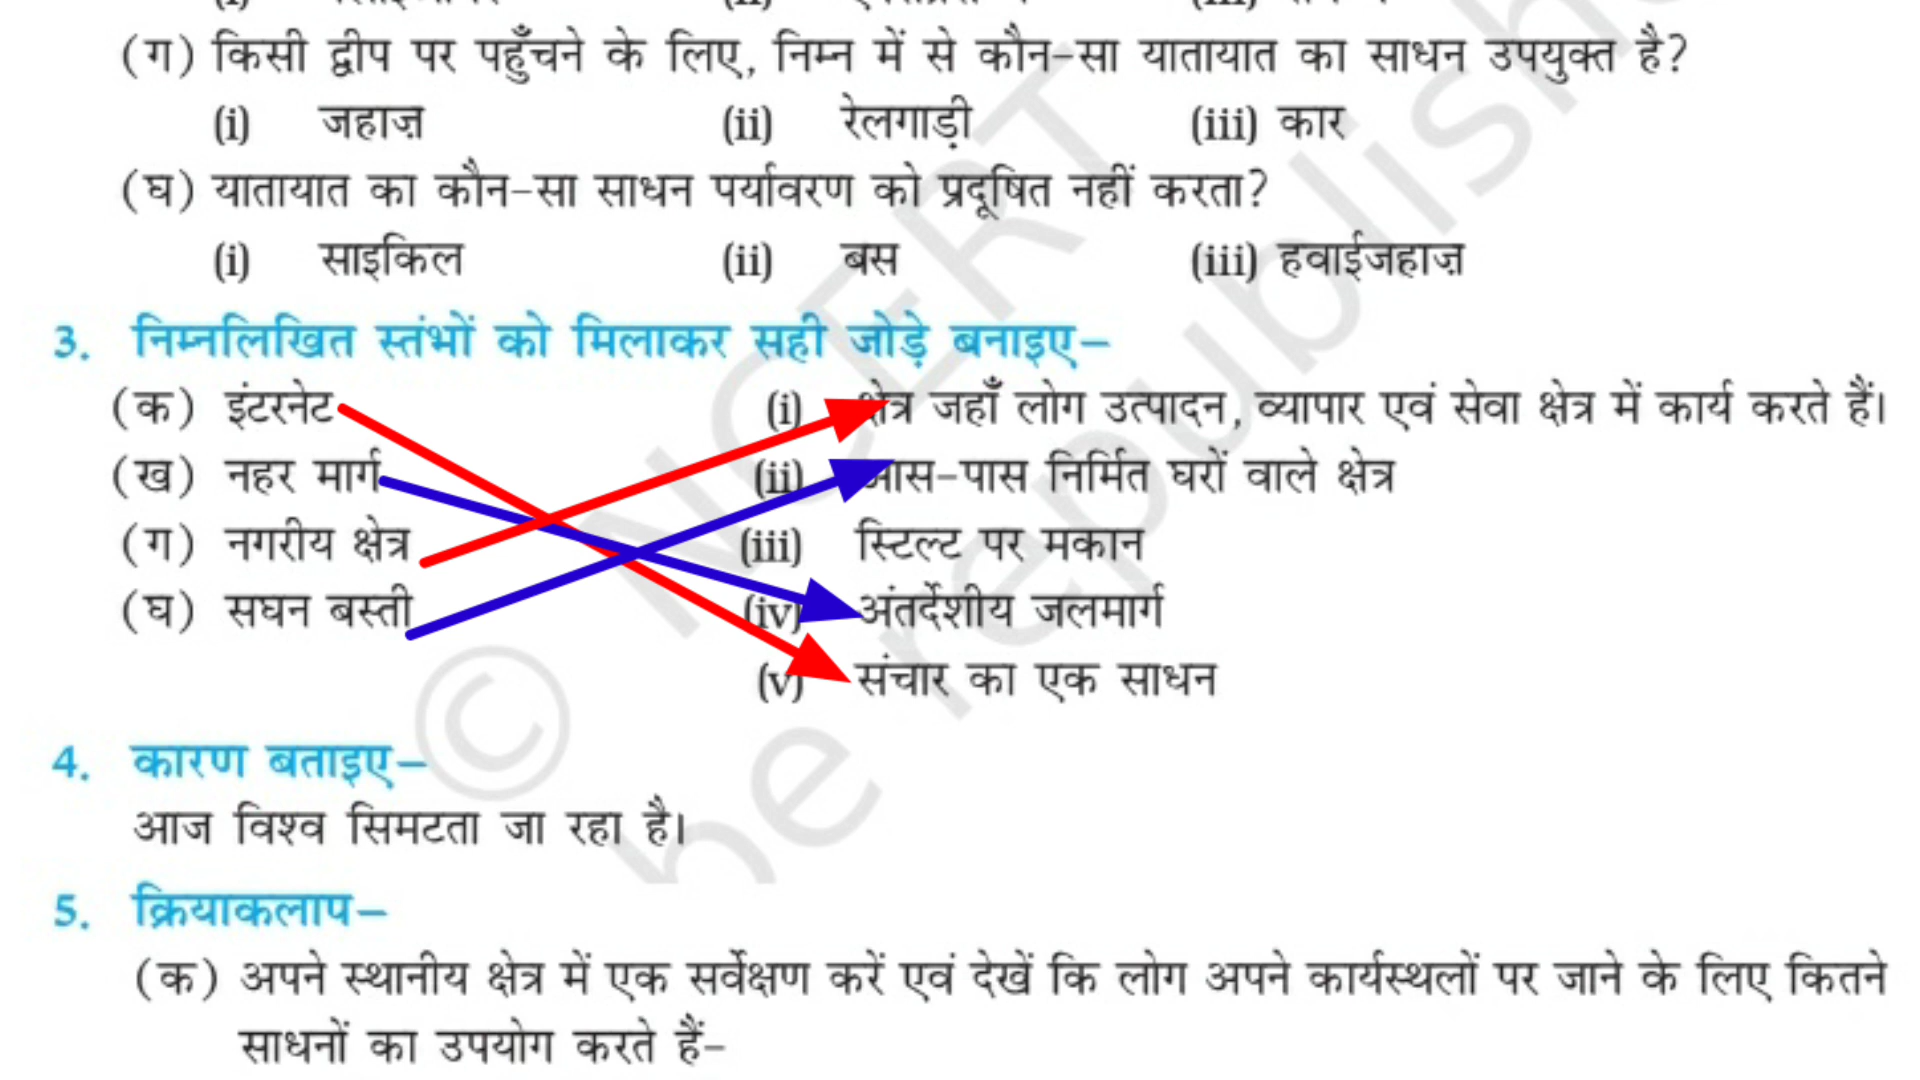 (ग) किसी द्वीप पर पहुँचने के लिए, निम्न में से कौन-सा यातायात का साधन उपयुक्त है?
(i) जहाज़ (ii) रेलगाड़ी (iii) कार
(घ) यातायात का कौन-सा साधन पर्यावरण को प्रदूषित नहीं करता?
(i) साइकिल (ii) बस (iii) हवाईजहाज़
3. निम्नलिखित स्तंभों को मिलाकर सही जोड़े बनाइए–
(क) इंटरनेट (i) क्षेत्र जहाँ लोग उत्पादन, व्यापार एवं सेवा क्षेत्र में कार्य करते हैं।
(ख) नहर मार्ग (ii) आस-पास निर्मित घरों वाले क्षेत्र
(ग) नगरीय क्षेत्र (iii) स्टिल्ट पर मकान
(घ) सघन बस्ती (iv) अंतर्देशीय जलमार्ग
(v) संचार का एक साधन
4. कारण बताइए–
आज विश्व सिमटता जा रहा है।
5. क्रियाकलाप–
(क) अपने स्थानीय क्षेत्र में एक सर्वेक्षण करें एवं देखें कि लोग अपने कार्यस्थलों पर जाने के लिए कितने
साधनों का उपयोग करते हैं-
© NCERT
be republishe